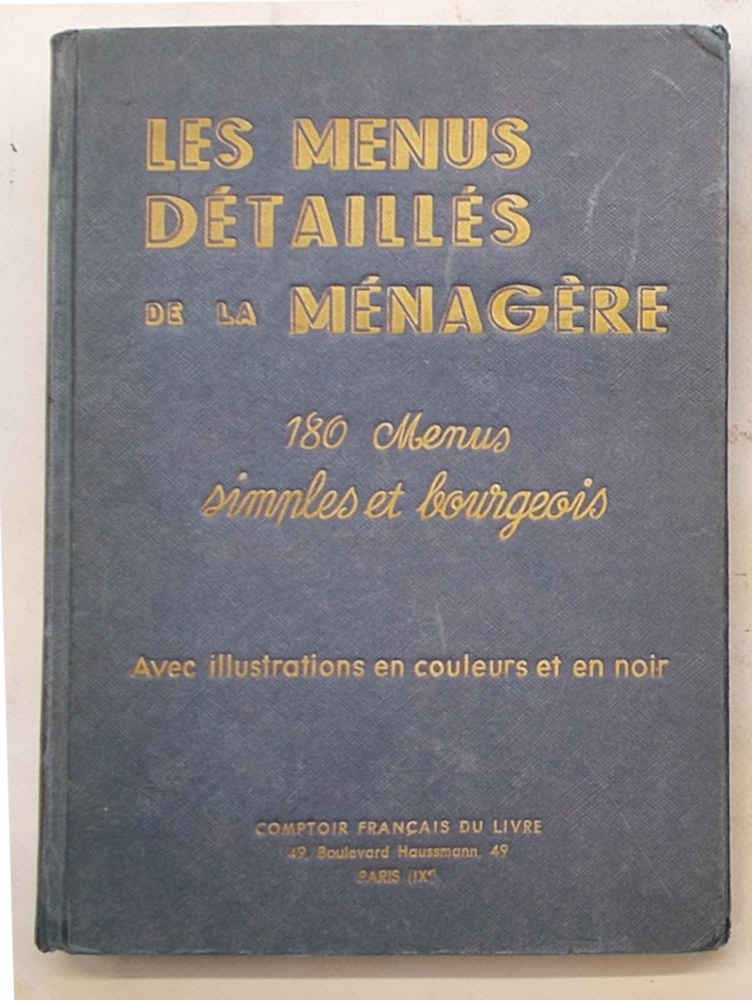 LES MENUS
DÉTAILLÉS
DE LA MÉNAGÈRE
180 Menus
simples et bourgeois
Avec illustrations en couleurs et en noir
COMPTOIR FRANÇAIS DU LIVRE
49, Boulevard Haussmann, 49
PARIS (IXe)